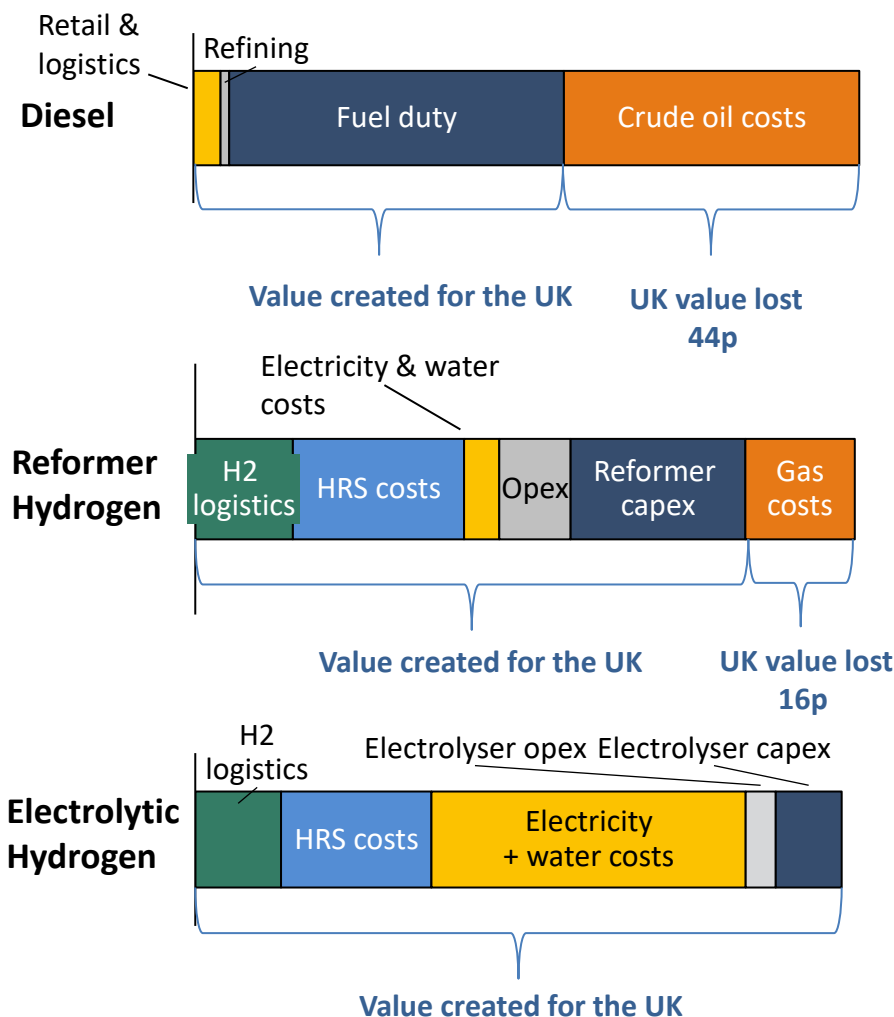 Retail &
logistics
Refining
Diesel
Fuel duty
Crude oil costs
Value created for the UK
UK value lost
44p
Electricity & water
costs
Reformer
Hydrogen
H2
logistics
HRS costs
Opex
Reformer
capex
Gas
costs
Value created for the UK
UK value lost
16p
H2
logistics
Electrolyser opex
Electrolyser capex
Electrolytic
Hydrogen
HRS costs
Electricity
+ water costs
Value created for the UK